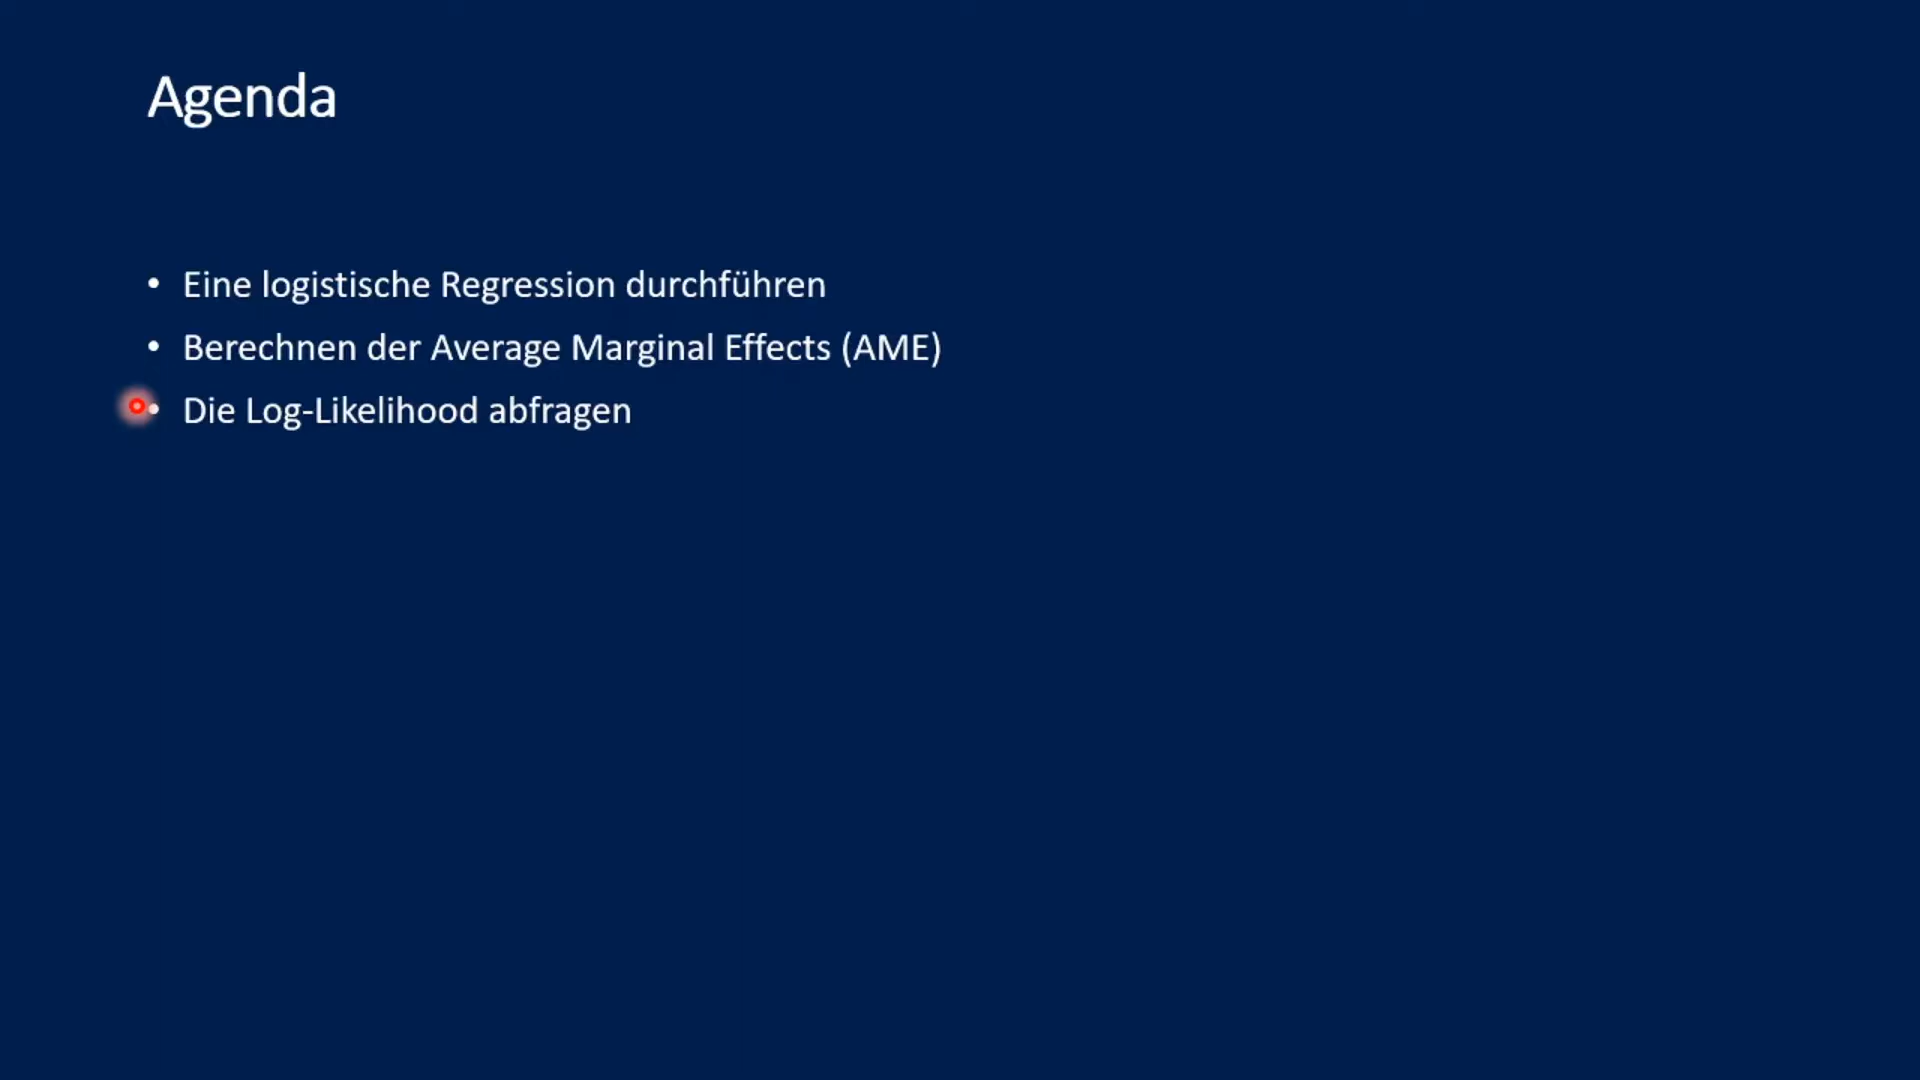 Agenda
• Eine logistische Regression durchführen
• Berechnen der Average Marginal Effects (AME)
• Die Log-Likelihood abfragen